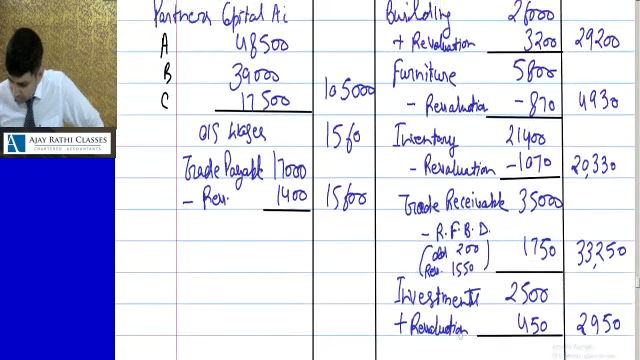 Partners Capital A/c
A 48500
B 39000
C 17500 105000
O/S Wages 1560
Trade Payable 17000
- Rev. 1400 15600
Building 26000
+ Revaluation 3200 29200
Furniture 5800
- Revaluation - 870 4930
Inventory 21400
- Revaluation - 1070 20,330
Trade Receivable 35000
- R.F.B.D. 1750 33,250
(old 200
Rev. 1550)
Investments 2500
+ Revaluation 450 2950
AJAY RATHI CLASSES
CHARTERED ACCOUNTANTS